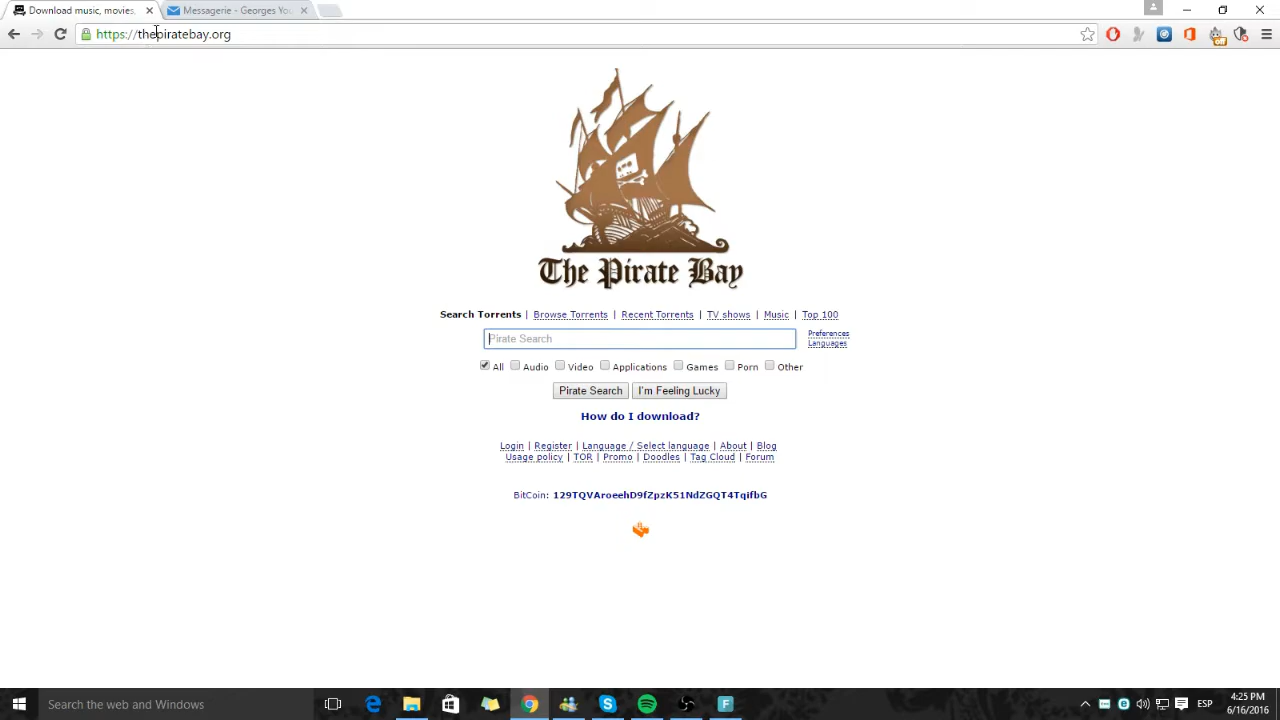 Download music, movies,
Messagerie - Georges You
https://thepiratebay.org
off
The Pirate Bay
Search Torrents | Browse Torrents | Recent Torrents | TV shows | Music | Top 100
Pirate Search
Preferences
Languages
All Audio Video Applications Games Porn Other
Pirate Search I'm Feeling Lucky
How do I download?
Login | Register | Language / Select language | About | Blog
Usage policy | TOR | Promo | Doodles | Tag Cloud | Forum
BitCoin: 129TQVAroeehD9fZpzK51NdZGQT4TqifbG
Search the web and Windows
ESP
4:25 PM
6/16/2016